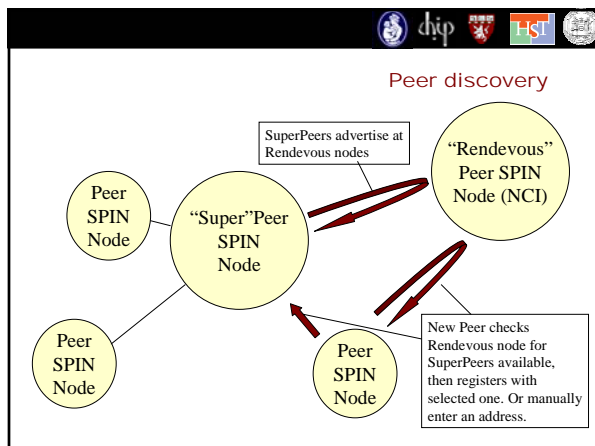 chip
HST
Peer discovery
SuperPeers advertise at
Rendevous nodes
“Rendevous”
Peer SPIN
Node (NCI)
Peer
SPIN
Node
“Super”Peer
SPIN
Node
Peer
SPIN
Node
Peer
SPIN
Node
New Peer checks
Rendevous node for
SuperPeers available,
then registers with
selected one. Or manually
enter an address.